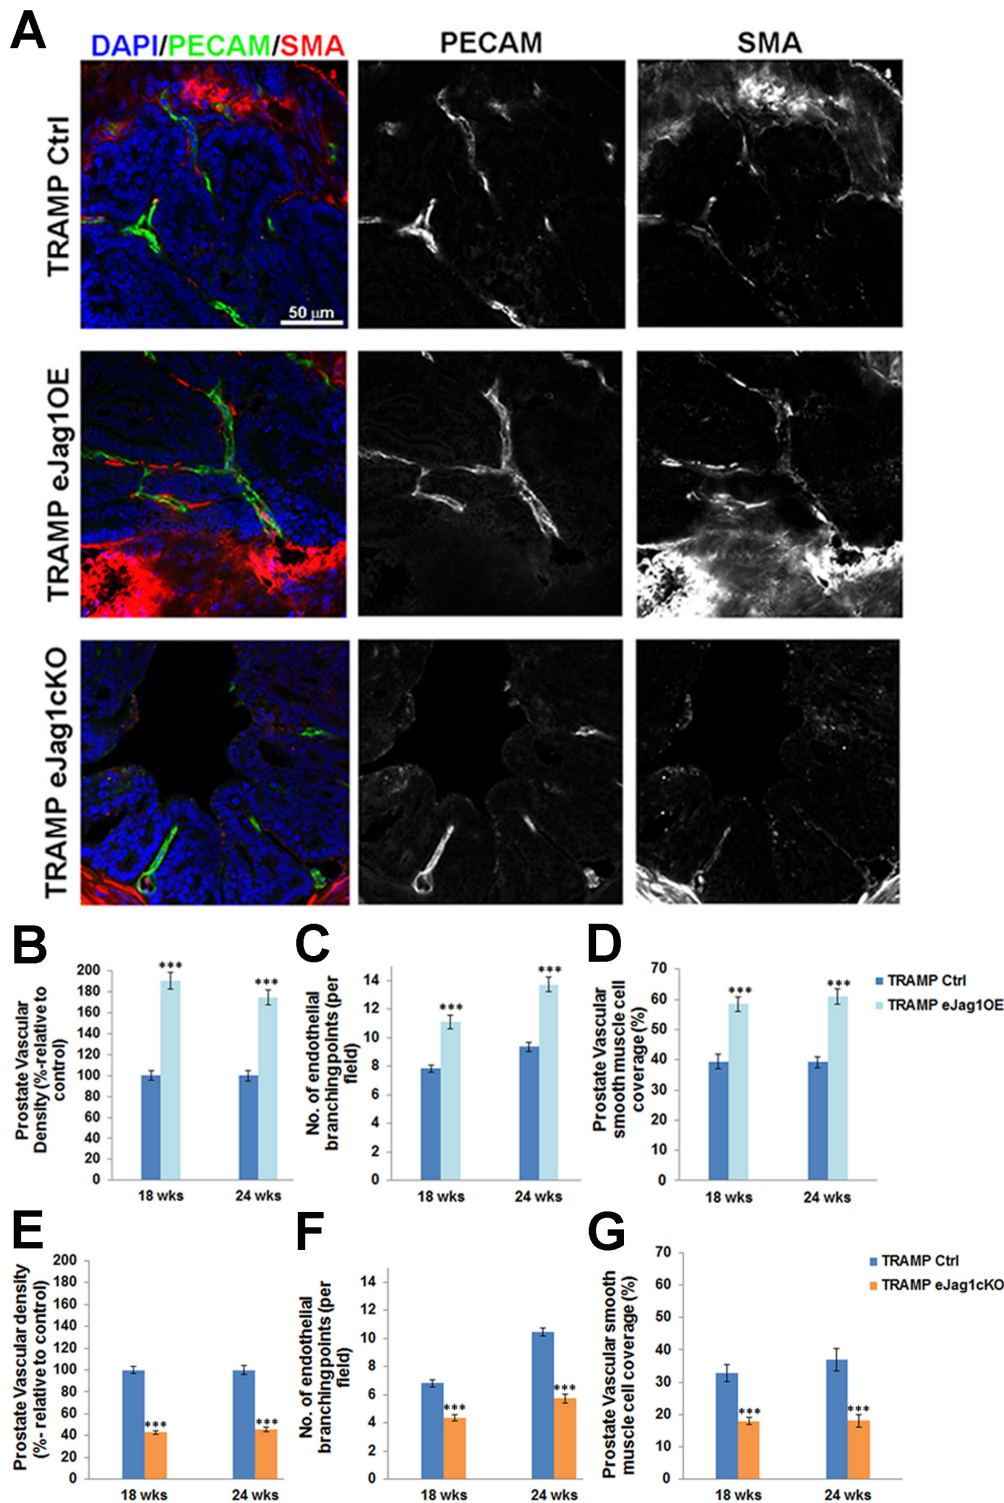 A
DAPI/PECAM/SMA
PECAM
SMA
TRAMP Ctrl
50 µm
TRAMP eJag1OE
TRAMP eJag1cKO
B
Prostate Vascular
Density (%-relative to
control)
200
180
160
140
120
100
80
60
40
20
0
***
***
18 wks
24 wks
C
No. of endothelial
branchingpoints (per
field)
14
12
10
8
6
4
2
0
***
***
18 wks
24 wks
D
Prostate Vascular
smooth muscle cell
coverage (%)
70
60
50
40
30
20
10
0
***
***
18 wks
24 wks
TRAMP Ctrl
TRAMP eJag1OE
E
Prostate Vascular density
(%- relative to control)
200
180
160
140
120
100
80
60
40
20
0
***
***
18 wks
24 wks
F
No. of endothelial
branchingpoints (per
field)
14
12
10
8
6
4
2
0
***
***
18 wks
24 wks
G
Prostate Vascular smooth
muscle cell coverage (%)
70
60
50
40
30
20
10
0
***
***
18 wks
24 wks
TRAMP Ctrl
TRAMP eJag1cKO